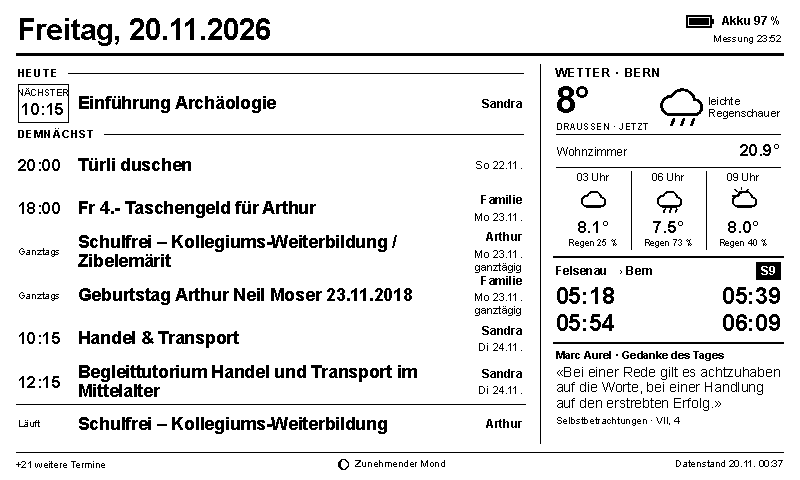 Freitag, 20.11.2026
Akku 97 %
Messung 23:52
HEUTE
NÄCHSTER
10:15 Einführung Archäologie Sandra
DEMNÄCHST
20:00 Türli duschen So 22.11.
18:00 Fr 4.- Taschengeld für Arthur Familie
Mo 23.11.
Ganztags Schulfrei – Kollegiums-Weiterbildung /
Zibelemärit
Arthur
Mo 23.11.
ganztägig
Ganztags Geburtstag Arthur Neil Moser 23.11.2018 Familie
Mo 23.11.
ganztägig
10:15 Handel & Transport Sandra
Di 24.11.
12:15 Begleittutorium Handel und Transport im
Mittelalter
Sandra
Di 24.11.
Läuft Schulfrei – Kollegiums-Weiterbildung Arthur
WETTER · BERN
8°
DRAUSSEN · JETZT
leichte
Regenschauer
Wohnzimmer 20.9°
03 Uhr 06 Uhr 09 Uhr
8.1° 7.5° 8.0°
Regen 25 % Regen 73 % Regen 40 %
Felsenau › Bern S9
05:18 05:39
05:54 06:09
Marc Aurel · Gedanke des Tages
«Bei einer Rede gilt es achtzuhaben
auf die Worte, bei einer Handlung
auf den erstrebten Erfolg.»
Selbstbetrachtungen · VII, 4
+21 weitere Termine
Zunehmender Mond
Datenstand 20.11. 00:37